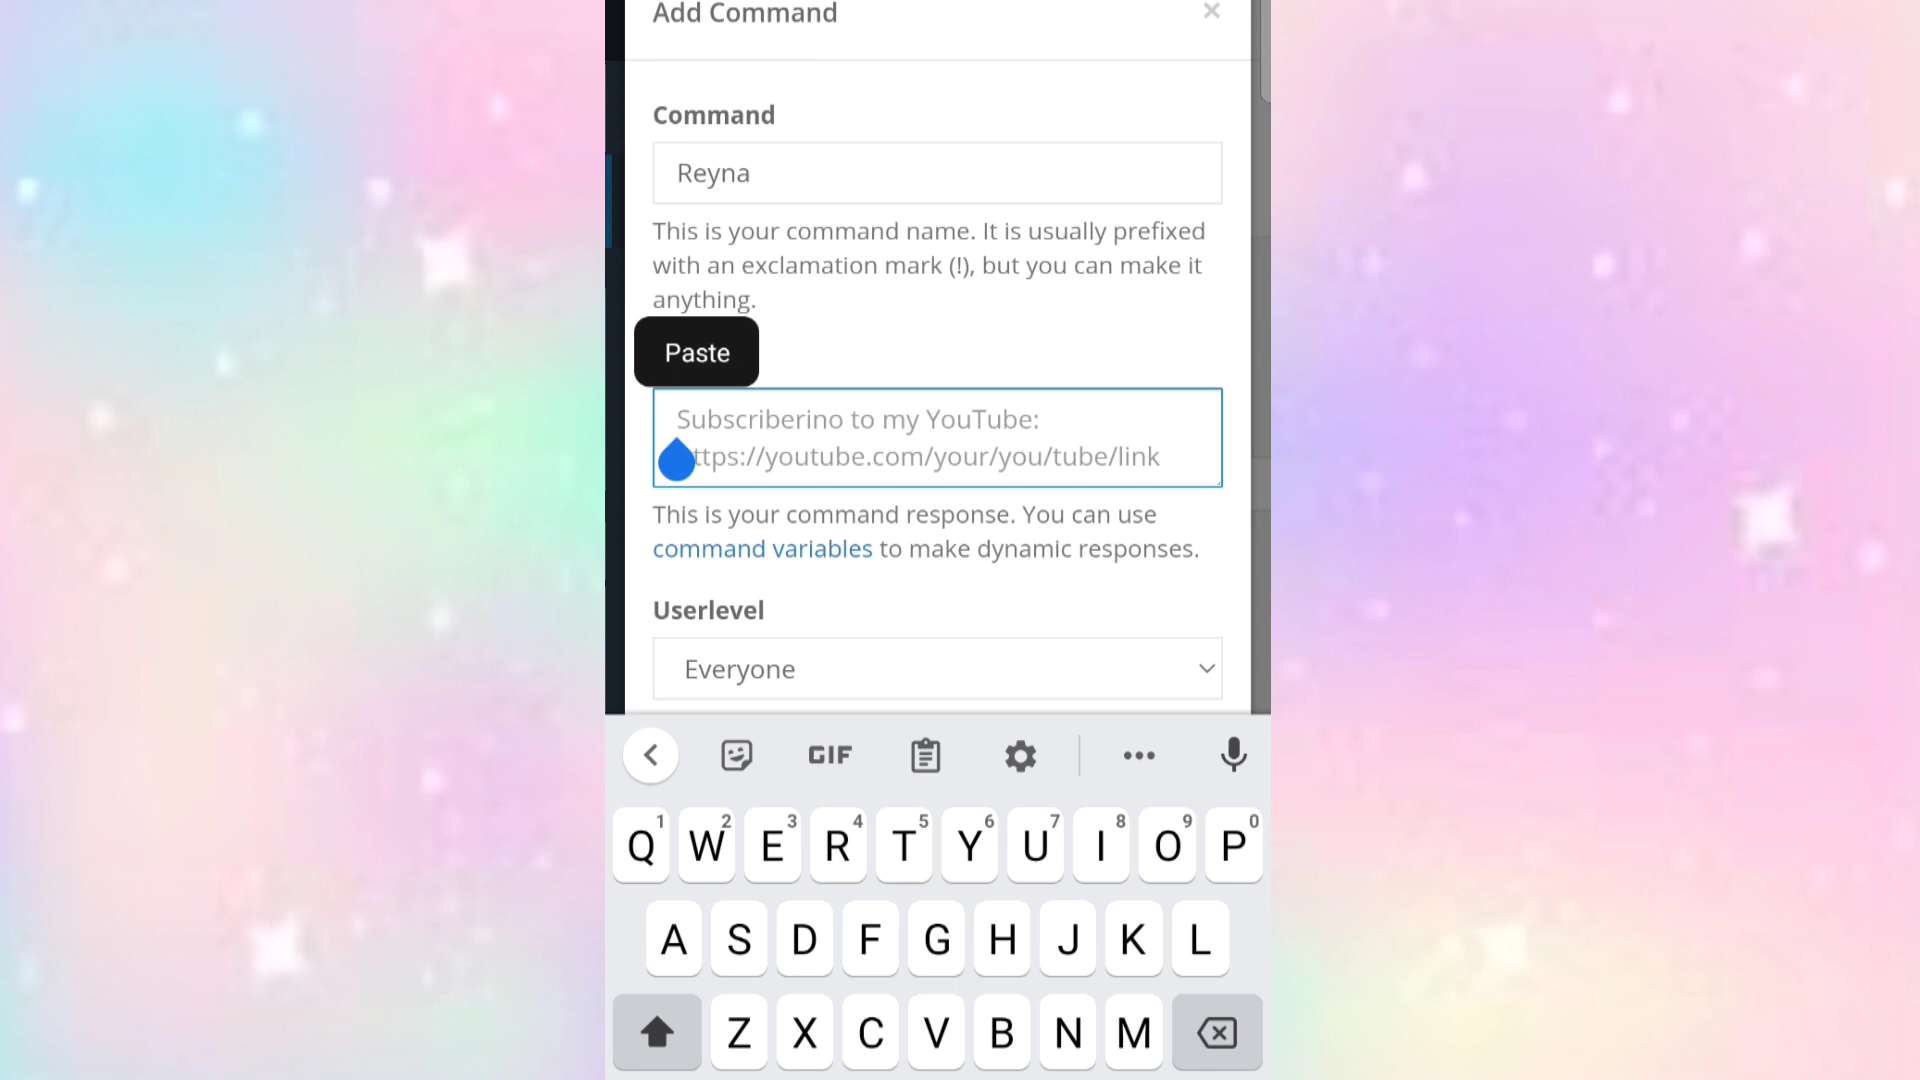 Add Command
×
Command
Reyna
This is your command name. It is usually prefixed
with an exclamation mark (!), but you can make it
anything.
Paste
Subscriberino to my YouTube:
ttps://youtube.com/your/you/tube/link
This is your command response. You can use
command variables to make dynamic responses.
Userlevel
Everyone
GIF
Q1 W2 E3 R4 T5 Y6 U7 I8 O9 P0
A S D F G H J K L
Z X C V B N M